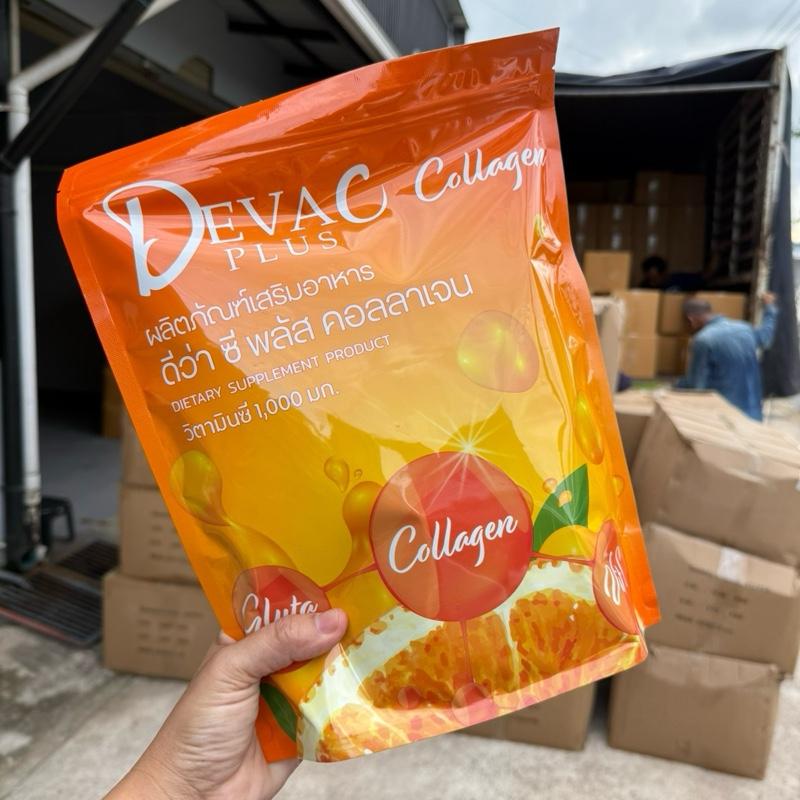 DEVAC Collagen
PLUS
ผลิตภัณฑ์เสริมอาหาร
ดีว่า ซี พลัส คอลลาเจน
DIETARY SUPPLEMENT PRODUCT
วิตามินซี 1,000 มก.
Collagen
Gluta